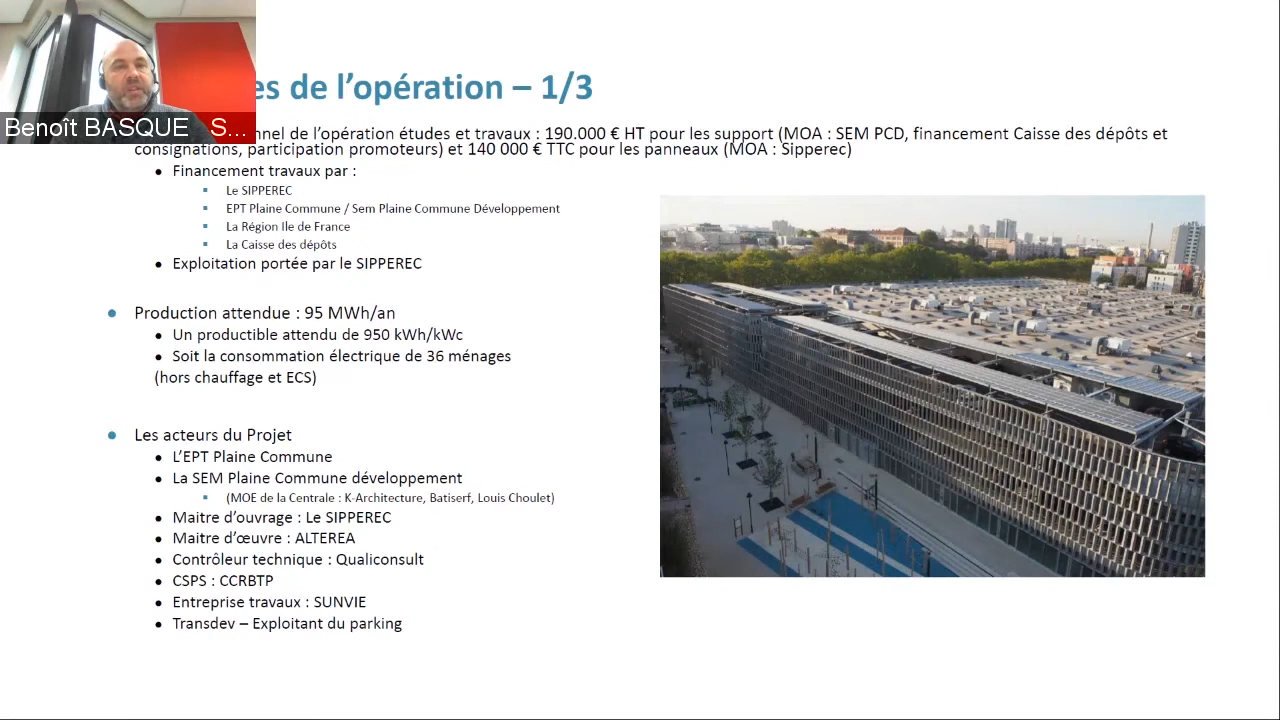 es de l'opération – 1/3
Benoît BASQUE S...
nnel de l'opération études et travaux : 190.000 € HT pour les support (MOA : SEM PCD, financement Caisse des dépôts et
consignations, participation promoteurs) et 140 000 € TTC pour les panneaux (MOA : Sipperec)
• Financement travaux par :
▪ Le SIPPEREC
▪ EPT Plaine Commune / Sem Plaine Commune Développement
▪ La Région Ile de France
▪ La Caisse des dépôts
• Exploitation portée par le SIPPEREC
• Production attendue : 95 MWh/an
• Un productible attendu de 950 kWh/kWc
• Soit la consommation électrique de 36 ménages
(hors chauffage et ECS)
• Les acteurs du Projet
• L'EPT Plaine Commune
• La SEM Plaine Commune développement
▪ (MOE de la Centrale : K-Architecture, Batiserf, Louis Choulet)
• Maitre d'ouvrage : Le SIPPEREC
• Maitre d'œuvre : ALTEREA
• Contrôleur technique : Qualiconsult
• CSPS : CCRBTP
• Entreprise travaux : SUNVIE
• Transdev – Exploitant du parking